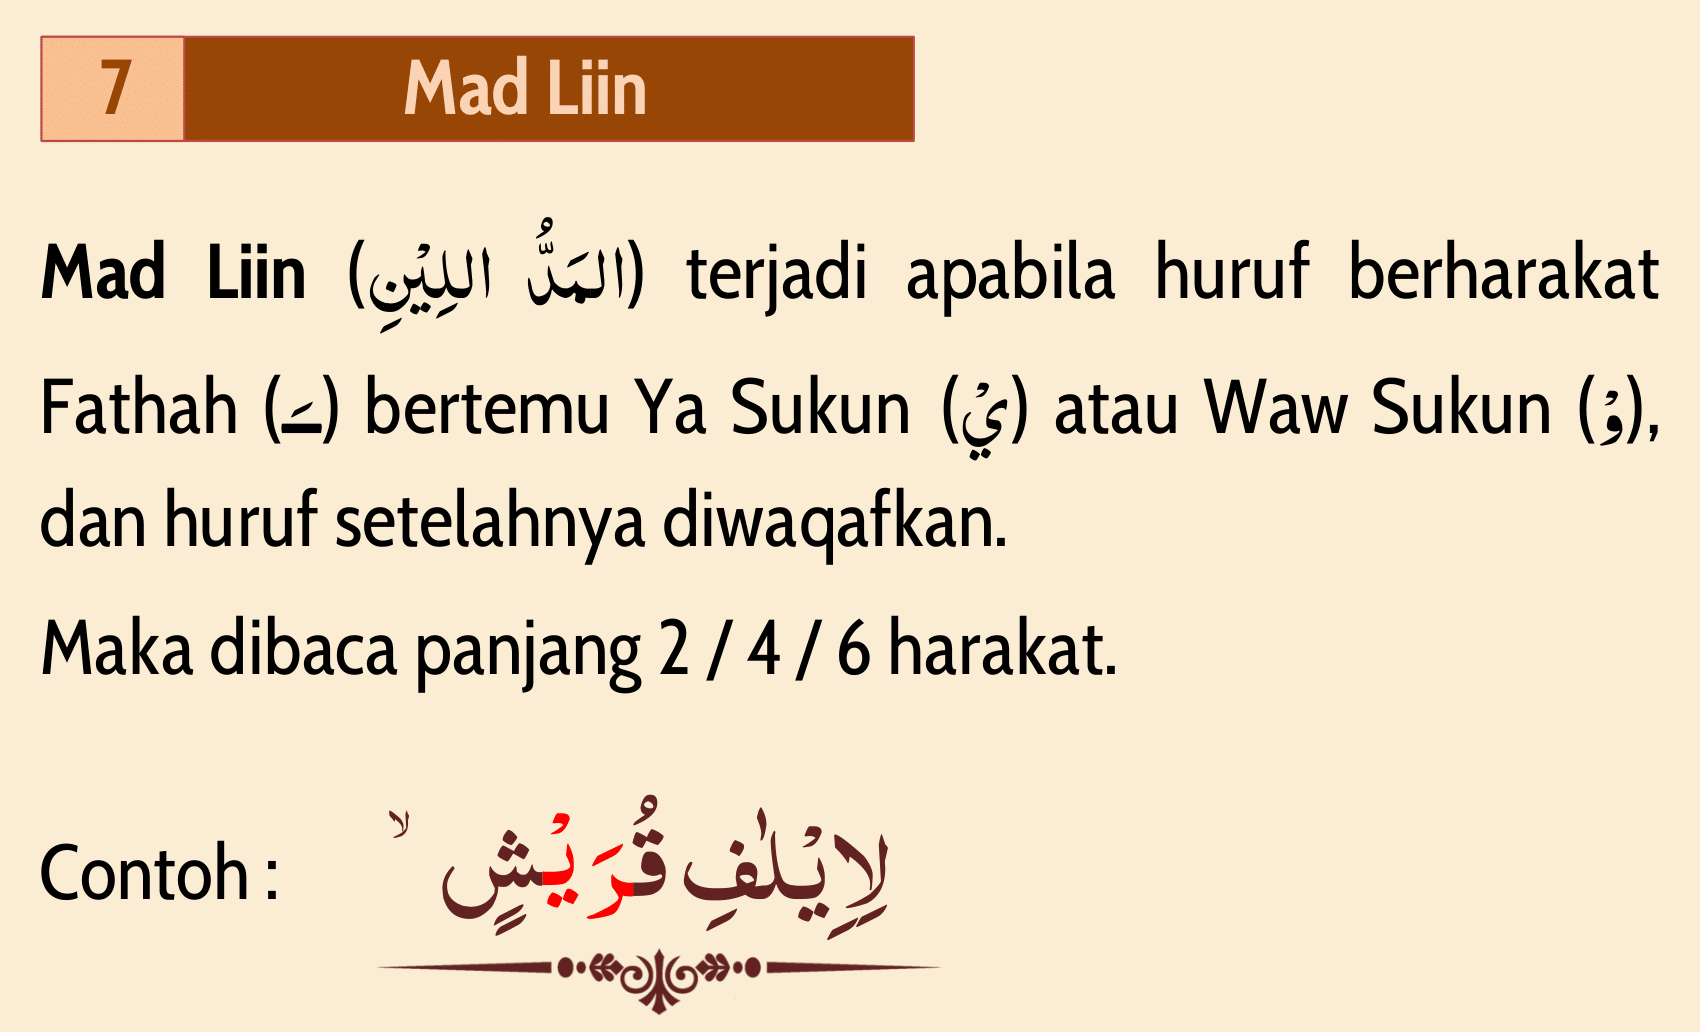 7 Mad Liin
Mad Liin (المَدُّ اللِيْنِ) terjadi apabila huruf berharakat
Fathah (ـَ) bertemu Ya Sukun (يْ) atau Waw Sukun (وْ),
dan huruf setelahnya diwaqafkan.
Maka dibaca panjang 2 / 4 / 6 harakat.
Contoh : لِاِيْلٰفِ قُرَيْشٍ ۙ